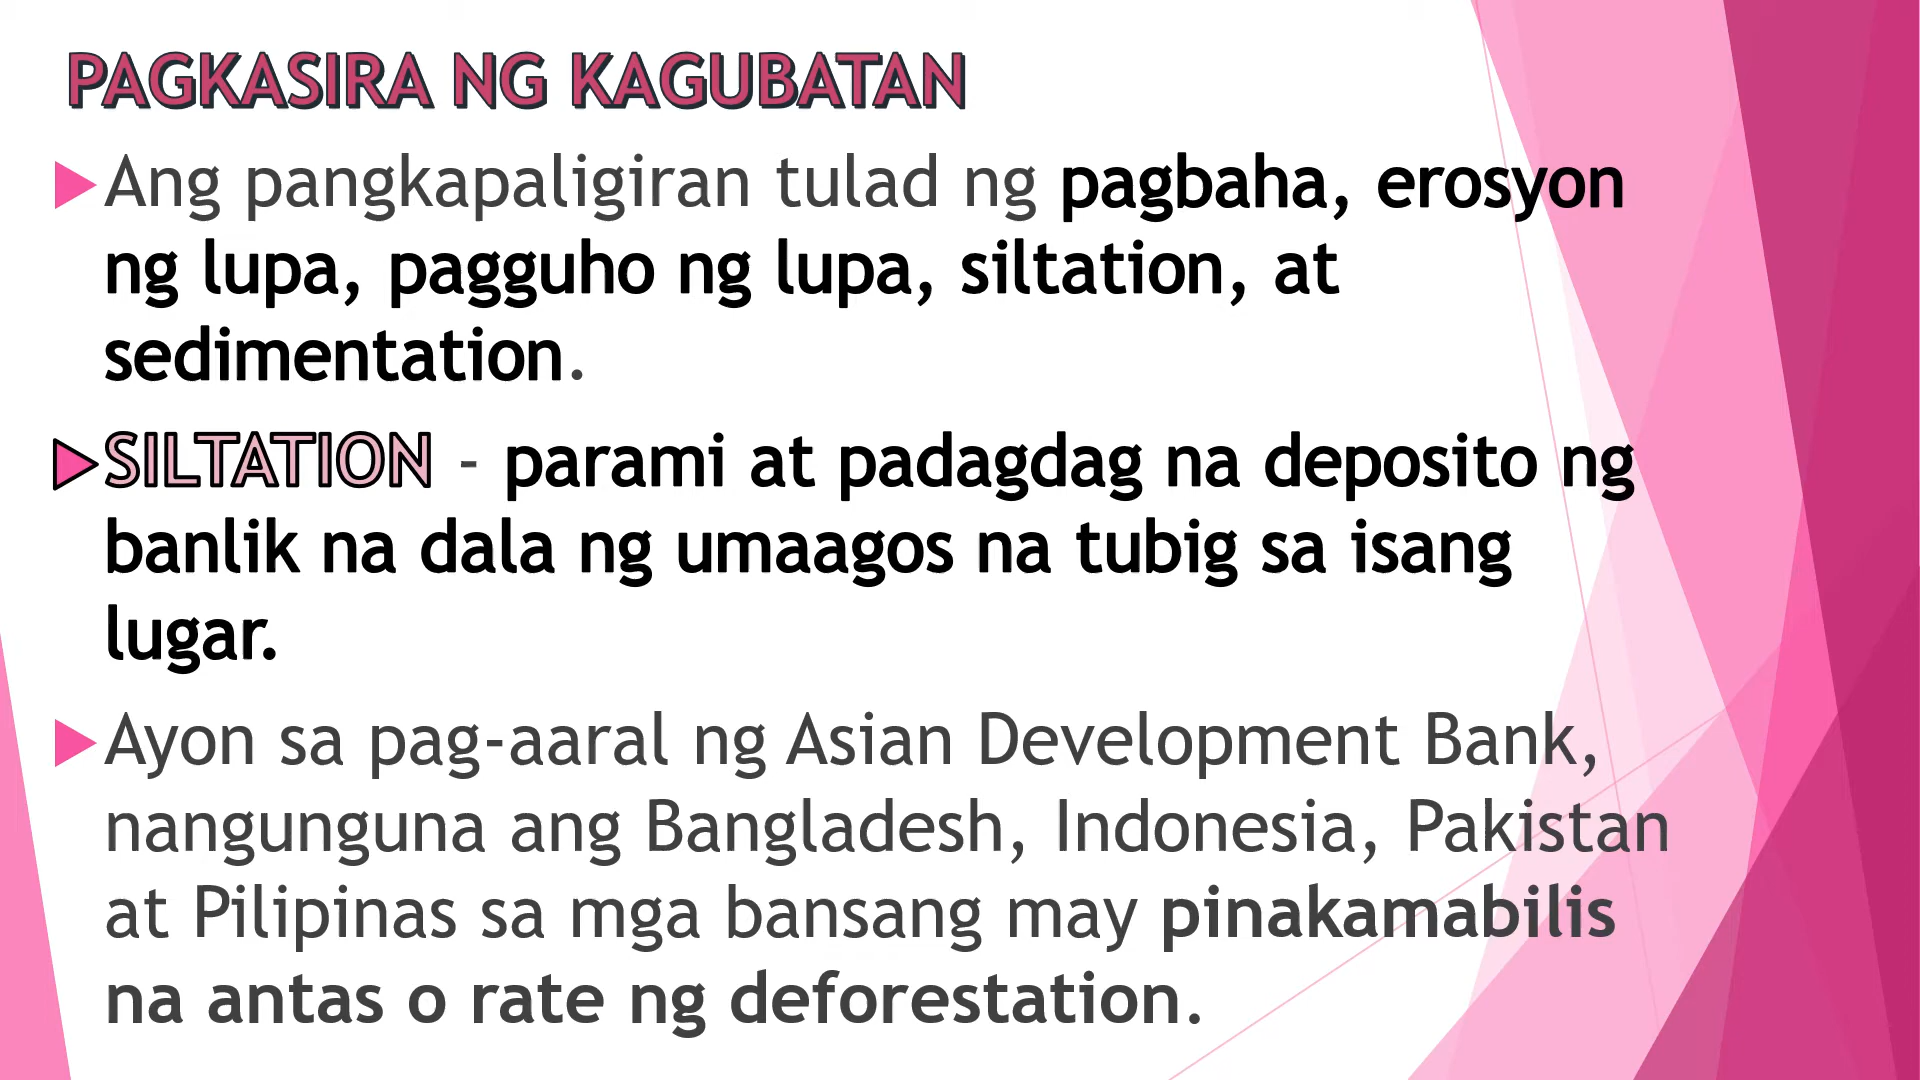 PAGKASIRA NG KAGUBATAN
Ang pangkapaligiran tulad ng pagbaha, erosyon
ng lupa, pagguho ng lupa, siltation, at
sedimentation.
SILTATION - parami at padagdag na deposito ng
banlik na dala ng umaagos na tubig sa isang
lugar.
Ayon sa pag-aaral ng Asian Development Bank,
nangunguna ang Bangladesh, Indonesia, Pakistan
at Pilipinas sa mga bansang may pinakamabilis
na antas o rate ng deforestation.